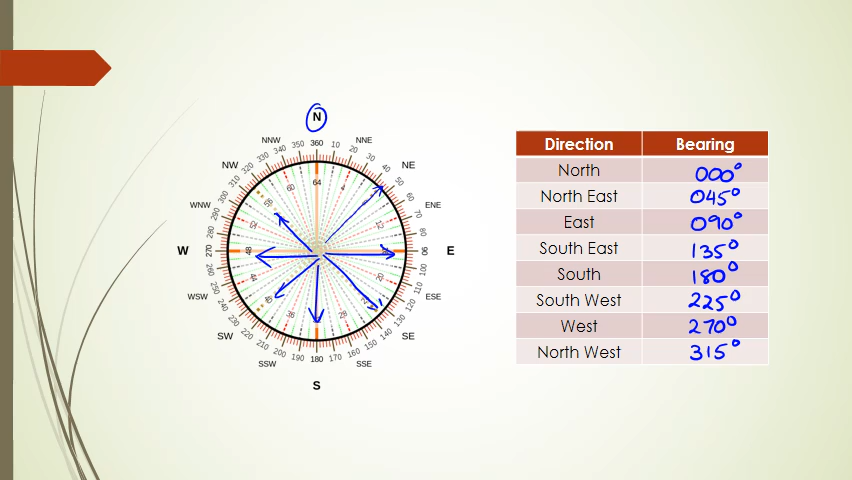 N
NNW
NNE
NW
NE
WNW
ENE
W
E
WSW
ESE
SW
SE
SSW
SSE
S
360
10
20
30
40
50
60
70
80
90
100
110
120
130
140
150
160
170
180
190
200
210
220
230
240
250
260
270
280
290
300
310
320
330
340
350
64
Direction Bearing
North 000°
North East 045°
East 090°
South East 135°
South 180°
South West 225°
West 270°
North West 315°